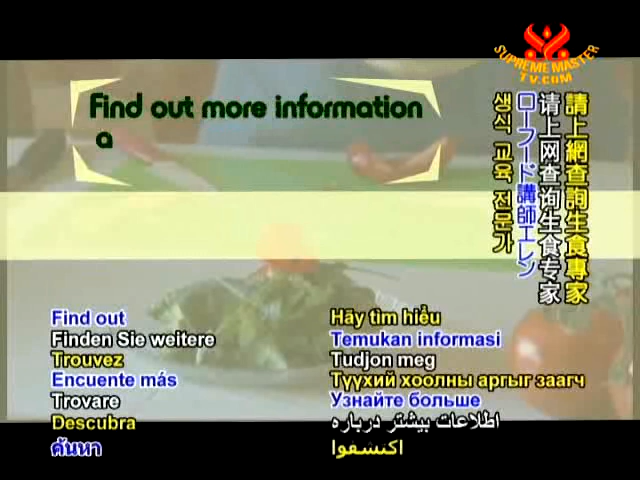 SUPREME MASTER
TV.COM
Find out more information
a
請上網查詢生食專家
请上网查询生食专家
ローフード講師エレン
생식 교육 전문가
Find out
Finden Sie weitere
Trouvez
Encuente más
Trovare
Descubra
ค้นหา
Hãy tìm hiểu
Temukan informasi
Tudjon meg
Түүхий хоолны аргыг заагч
Узнайте больше
اطلاعات بیشتر درباره
اكتشفوا